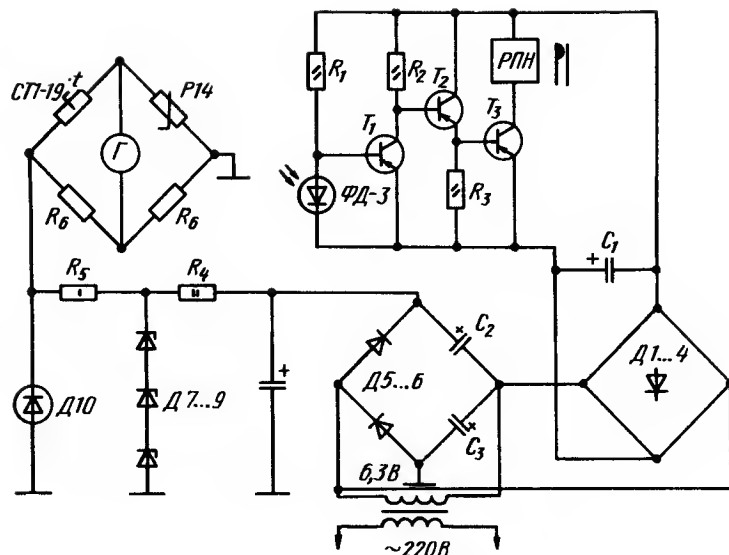 СТ1-19
t
Р14
Г
R6
R6
R1
R2
T1
T2
T3
РПН
ФД-3
R3
C1
R5
R4
C2
Д5...6
C3
Д1...4
Д10
Д7...9
6,3В
~220В